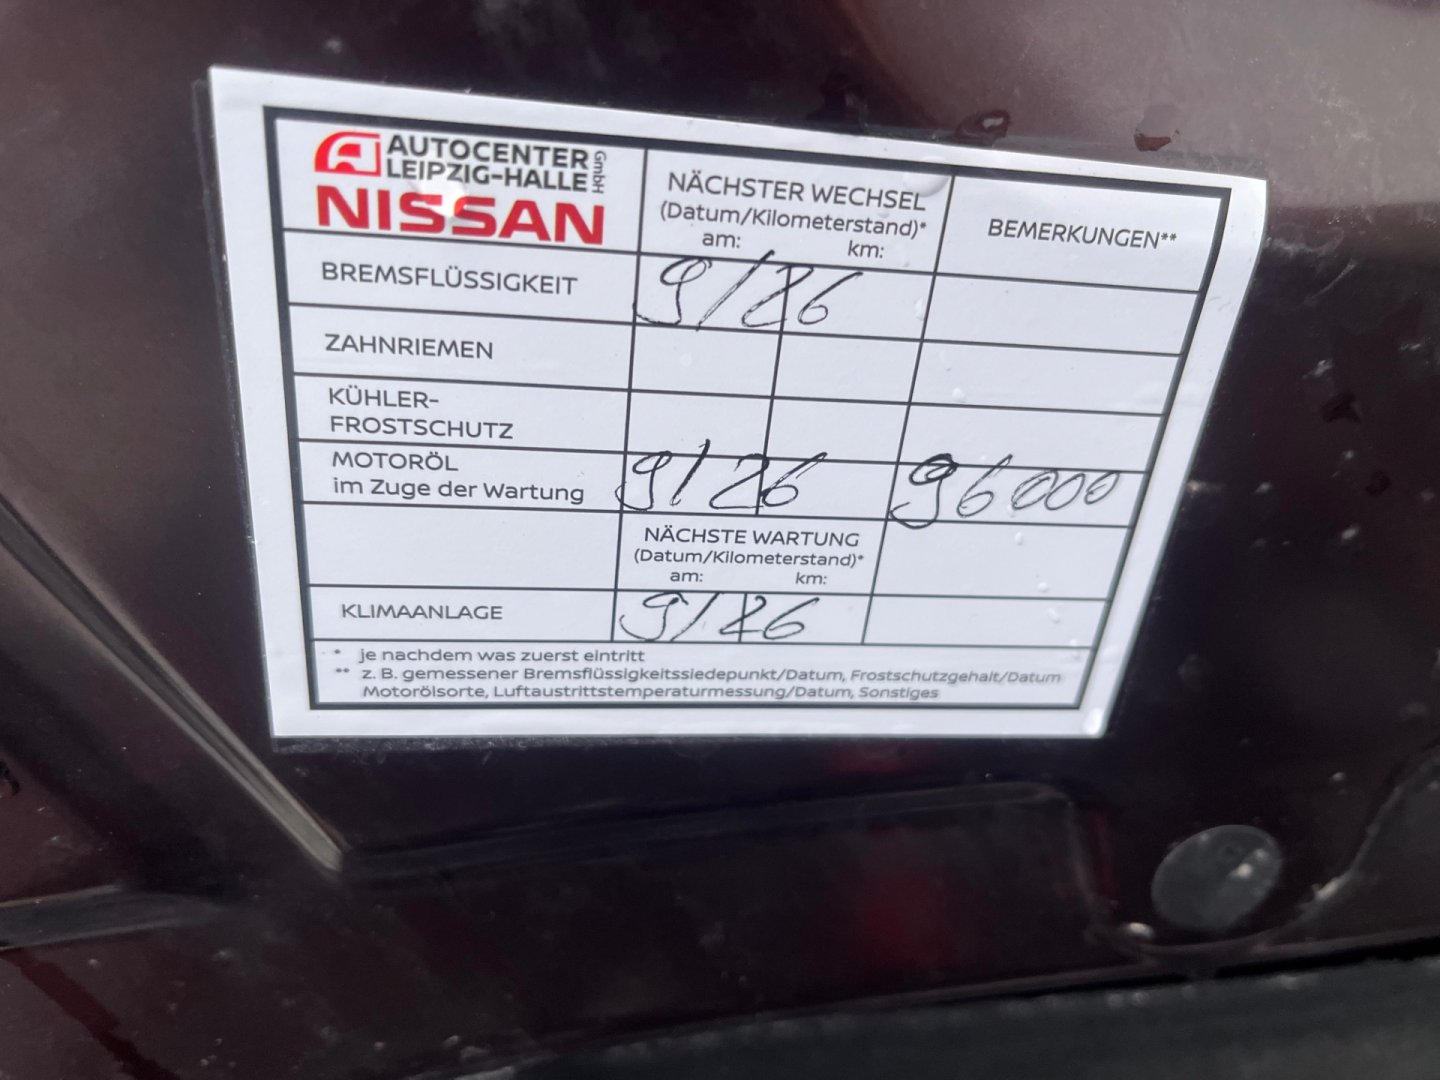 AUTOCENTER
LEIPZIG-HALLE GmbH
NISSAN
NÄCHSTER WECHSEL
(Datum/Kilometerstand)*
am: km:
BEMERKUNGEN**
BREMSFLÜSSIGKEIT 9/26
ZAHNRIEMEN
KÜHLER-
FROSTSCHUTZ
MOTORÖL
im Zuge der Wartung 9/26 96000
NÄCHSTE WARTUNG
(Datum/Kilometerstand)*
am: km:
KLIMAANLAGE 9/26
* je nachdem was zuerst eintritt
** z. B. gemessener Bremsflüssigkeitssiedepunkt/Datum, Frostschutzgehalt/Datum
Motorölsorte, Luftaustrittstemperaturmessung/Datum, Sonstiges